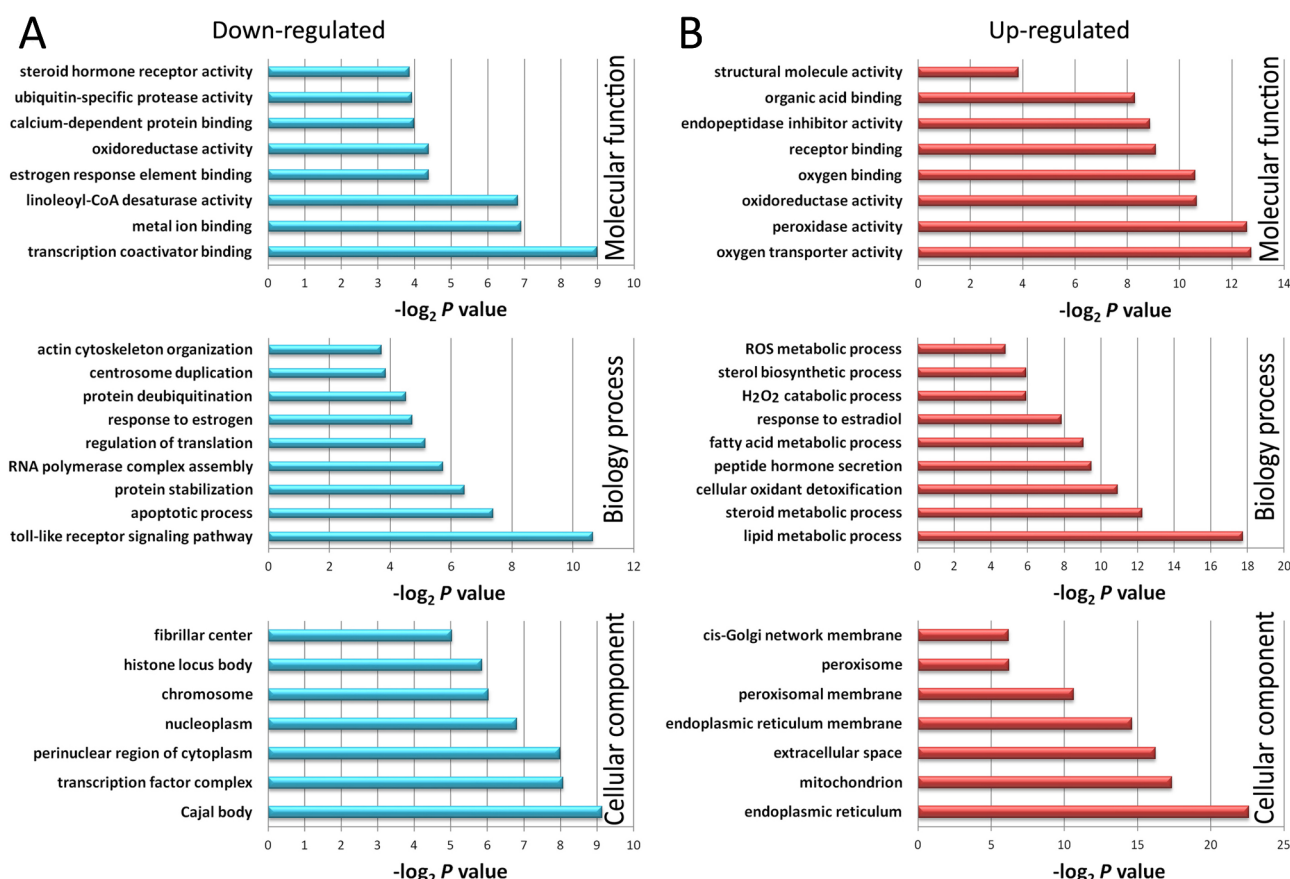 A
Down-regulated
steroid hormone receptor activity
ubiquitin-specific protease activity
calcium-dependent protein binding
oxidoreductase activity
estrogen response element binding
linoleoyl-CoA desaturase activity
metal ion binding
transcription coactivator binding
Molecular function
0 1 2 3 4 5 6 7 8 9 10
-log2 P value
actin cytoskeleton organization
centrosome duplication
protein deubiquitination
response to estrogen
regulation of translation
RNA polymerase complex assembly
protein stabilization
apoptotic process
toll-like receptor signaling pathway
Biology process
0 2 4 6 8 10 12
-log2 P value
fibrillar center
histone locus body
chromosome
nucleoplasm
perinuclear region of cytoplasm
transcription factor complex
Cajal body
Cellular component
0 1 2 3 4 5 6 7 8 9 10
-log2 P value
B
Up-regulated
structural molecule activity
organic acid binding
endopeptidase inhibitor activity
receptor binding
oxygen binding
oxidoreductase activity
peroxidase activity
oxygen transporter activity
Molecular function
0 2 4 6 8 10 12 14
-log2 P value
ROS metabolic process
sterol biosynthetic process
H2O2 catabolic process
response to estradiol
fatty acid metabolic process
peptide hormone secretion
cellular oxidant detoxification
steroid metabolic process
lipid metabolic process
Biology process
0 2 4 6 8 10 12 14 16 18 20
-log2 P value
cis-Golgi network membrane
peroxisome
peroxisomal membrane
endoplasmic reticulum membrane
extracellular space
mitochondrion
endoplasmic reticulum
Cellular component
0 5 10 15 20 25
-log2 P value